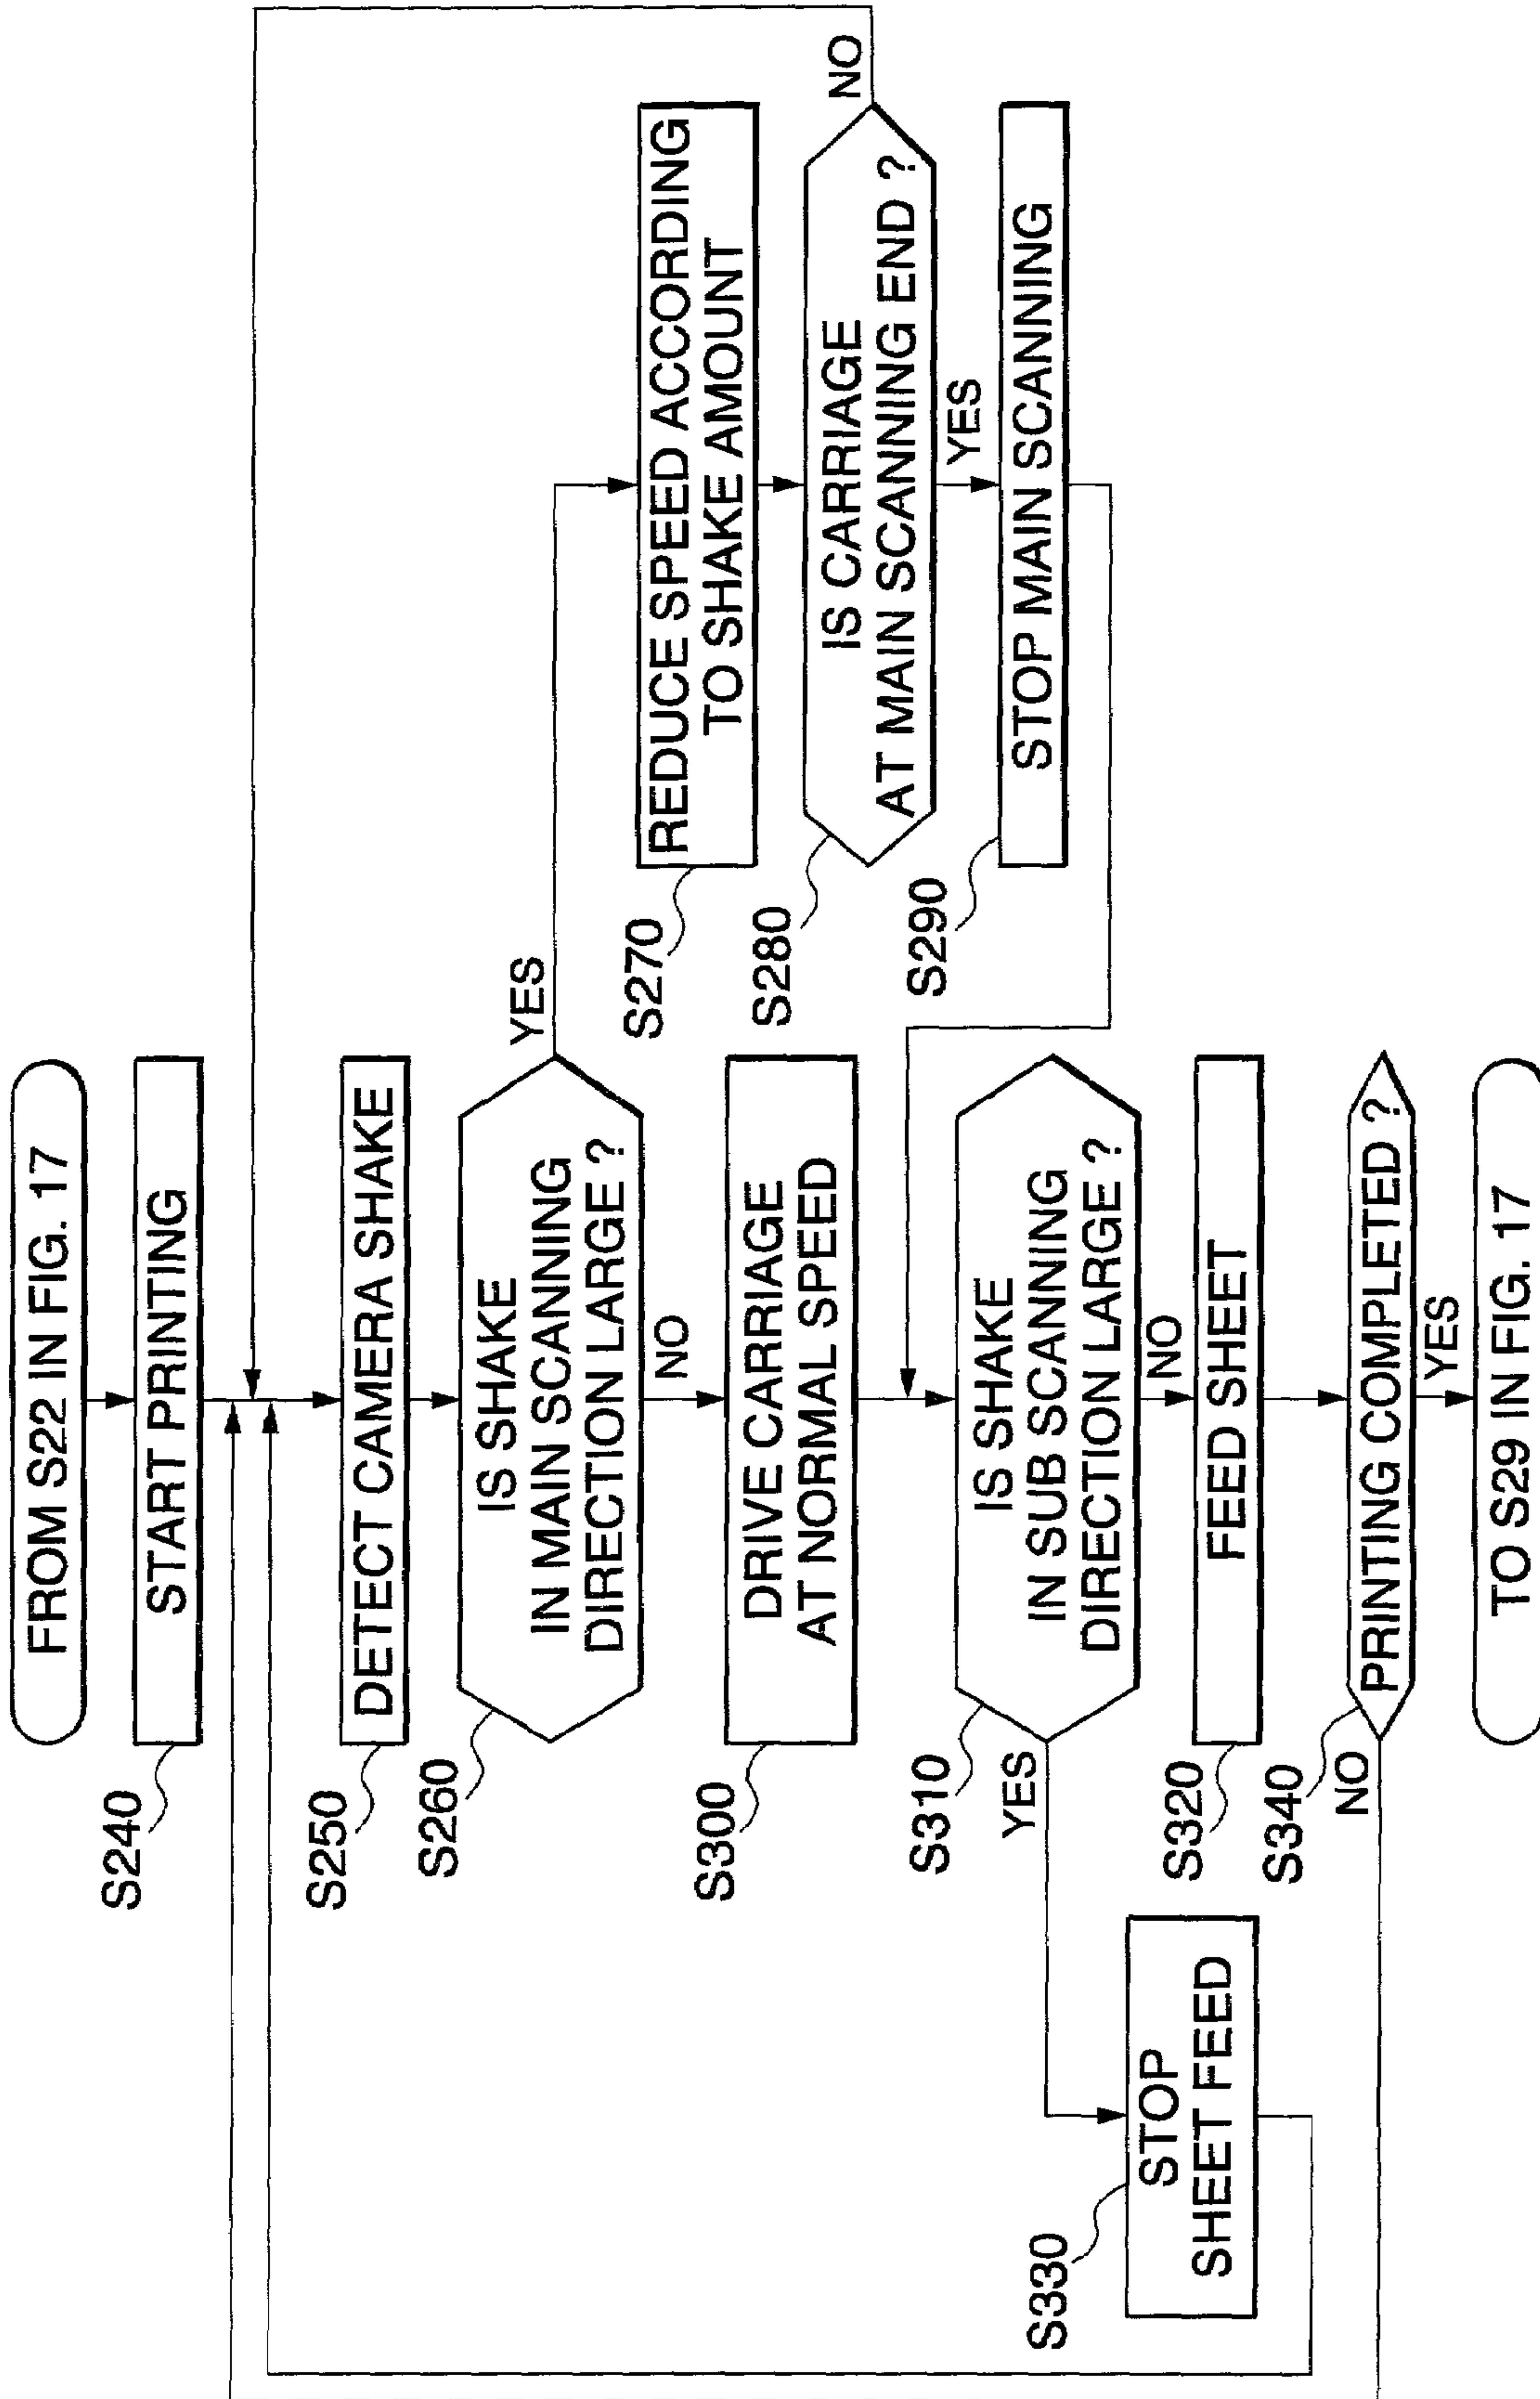 FROM S22 IN FIG. 17
S240
START PRINTING
S250
DETECT CAMERA SHAKE
S260
IS SHAKE
IN MAIN SCANNING
DIRECTION LARGE ?
YES
NO
S270
REDUCE SPEED ACCORDING
TO SHAKE AMOUNT
S280
IS CARRIAGE
AT MAIN SCANNING END ?
NO
YES
S290
STOP MAIN SCANNING
S300
DRIVE CARRIAGE
AT NORMAL SPEED
S310
IS SHAKE
IN SUB SCANNING
DIRECTION LARGE ?
YES
NO
S330
STOP
SHEET FEED
S320
FEED SHEET
S340
PRINTING COMPLETED ?
NO
YES
TO S29 IN FIG. 17